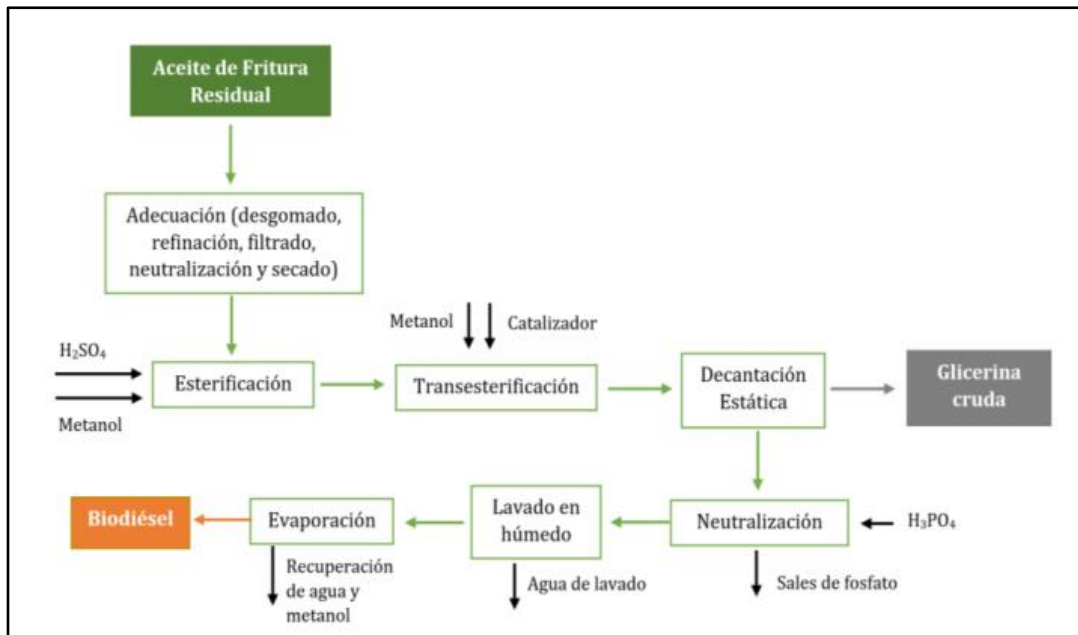 Aceite de Fritura
Residual
Adecuación (desgomado,
refinación, filtrado,
neutralización y secado)
H₂SO₄
Metanol
Esterificación
Metanol
Catalizador
Transesterificación
Decantación
Estática
Glicerina
cruda
Biodiésel
Evaporación
Lavado en
húmedo
Neutralización
H₃PO₄
Recuperación
de agua y
metanol
Agua de lavado
Sales de fosfato